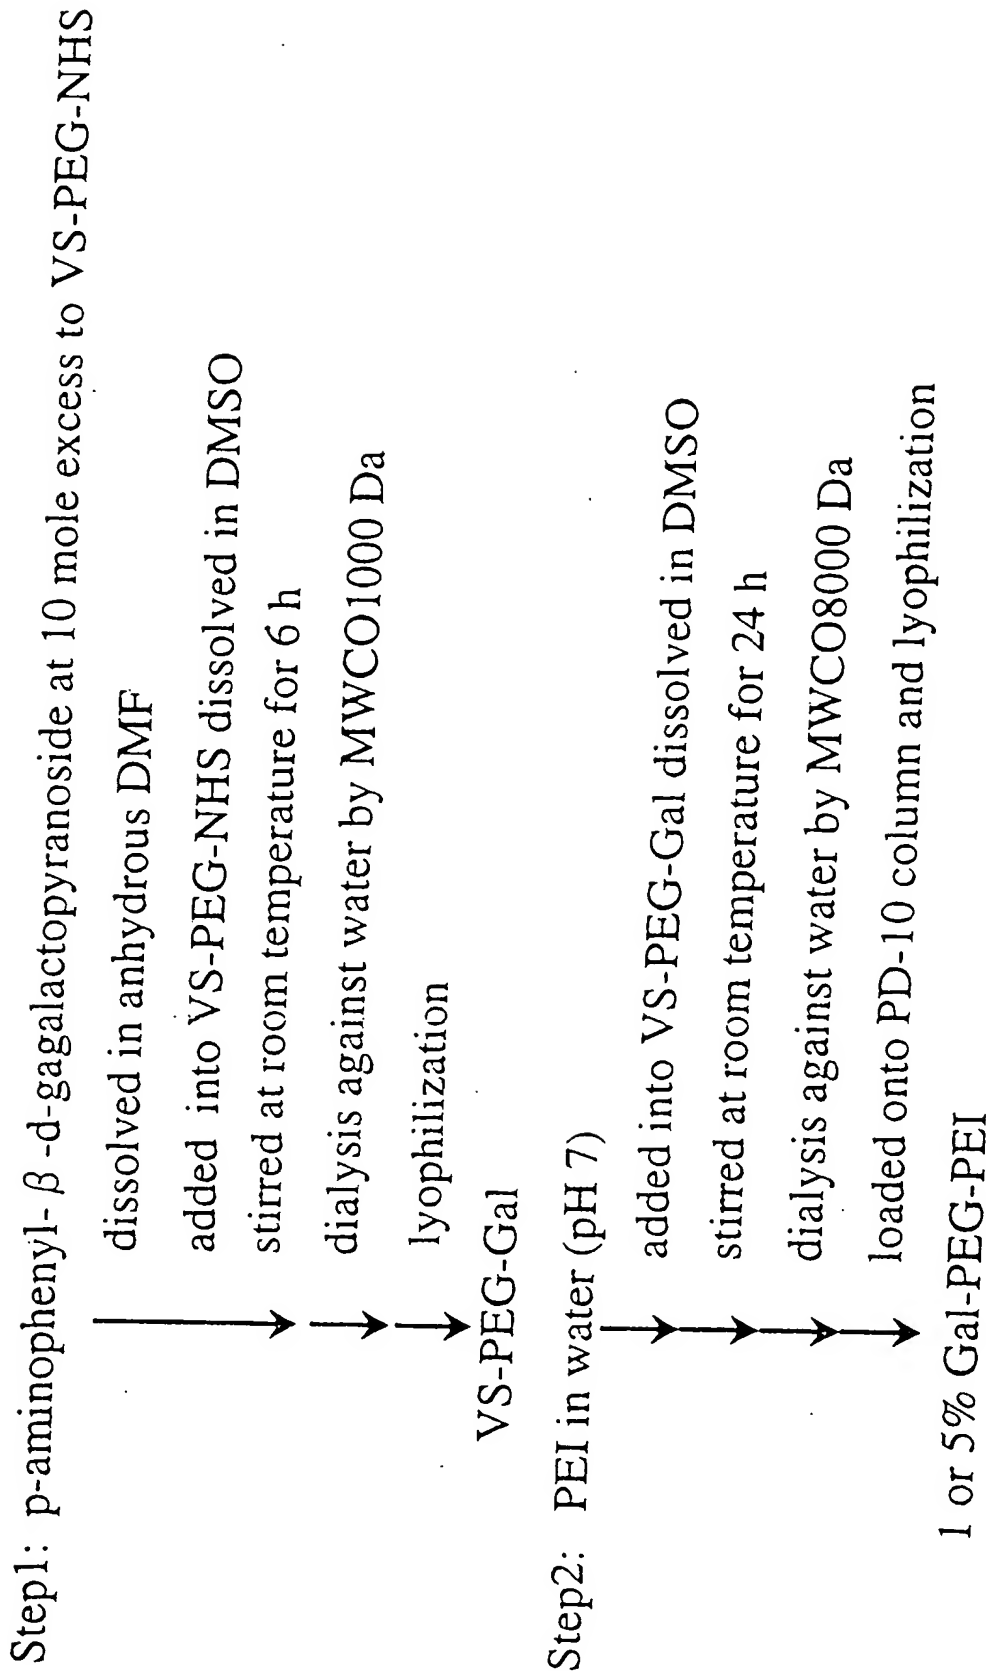 Step1: p-aminophenyl-β-d-gagalactopyranoside at 10 mole excess to VS-PEG-NHS
dissolved in anhydrous DMF
added into VS-PEG-NHS dissolved in DMSO
stirred at room temperature for 6 h
dialysis against water by MWCO1000 Da
lyophilization
VS-PEG-Gal
Step2: PEI in water (pH 7)
added into VS-PEG-Gal dissolved in DMSO
stirred at room temperature for 24 h
dialysis against water by MWCO8000 Da
loaded onto PD-10 column and lyophilization
1 or 5% Gal-PEG-PEI